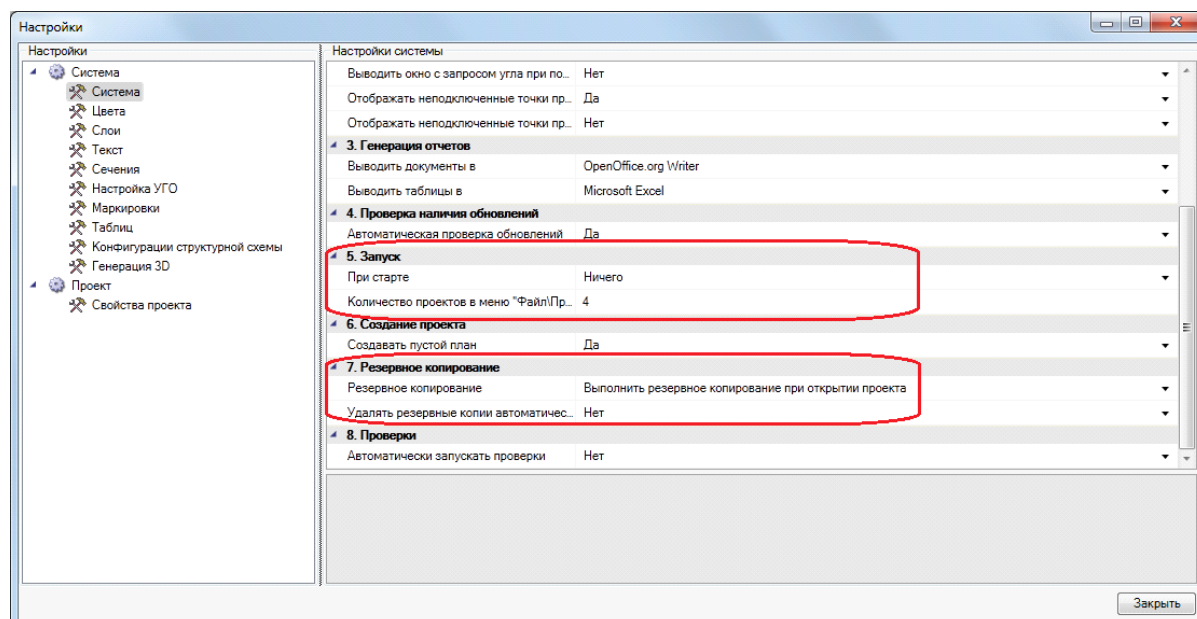 Настройки
Настройки
Система
Система
Цвета
Слои
Текст
Сечения
Настройка УГО
Маркировки
Таблиц
Конфигурации структурной схемы
Генерация 3D
Проект
Свойства проекта
Настройки системы
Выводить окно с запросом угла при по... Нет
Отображать неподключенные точки пр... Да
Отображать неподключенные точки пр... Нет
3. Генерация отчетов
Выводить документы в OpenOffice.org Writer
Выводить таблицы в Microsoft Excel
4. Проверка наличия обновлений
Автоматическая проверка обновлений Да
5. Запуск
При старте Ничего
Количество проектов в меню "Файл\Пр... 4
6. Создание проекта
Создавать пустой план Да
7. Резервное копирование
Резервное копирование Выполнить резервное копирование при открытии проекта
Удалять резервные копии автоматичес... Нет
8. Проверки
Автоматически запускать проверки Нет
Закрыть